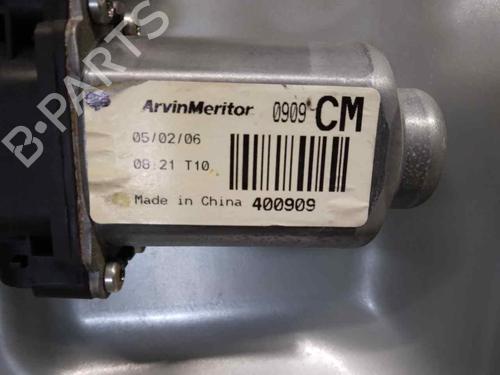 ArvinMeritor 0909 CM
05/02/06
08:21 T10
Made in China 400909
B-PARTS